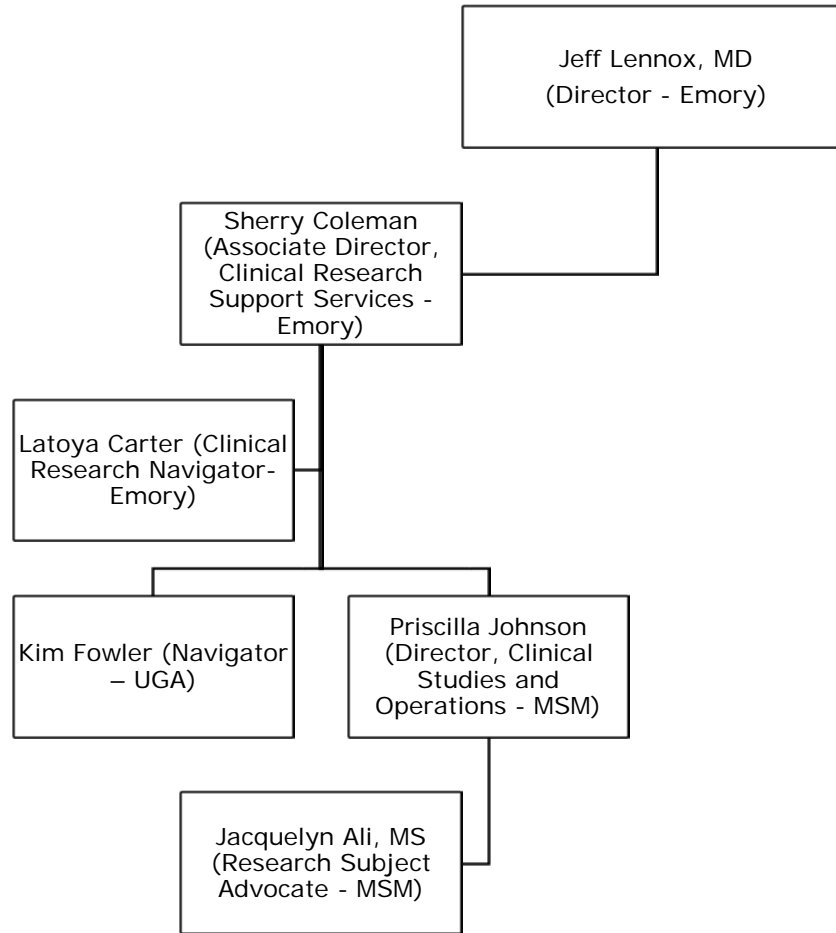 Jeff Lennox, MD
(Director - Emory)
Sherry Coleman
(Associate Director,
Clinical Research
Support Services -
Emory)
Latoya Carter (Clinical
Research Navigator-
Emory)
Kim Fowler (Navigator
– UGA)
Priscilla Johnson
(Director, Clinical
Studies and
Operations - MSM)
Jacquelyn Ali, MS
(Research Subject
Advocate - MSM)